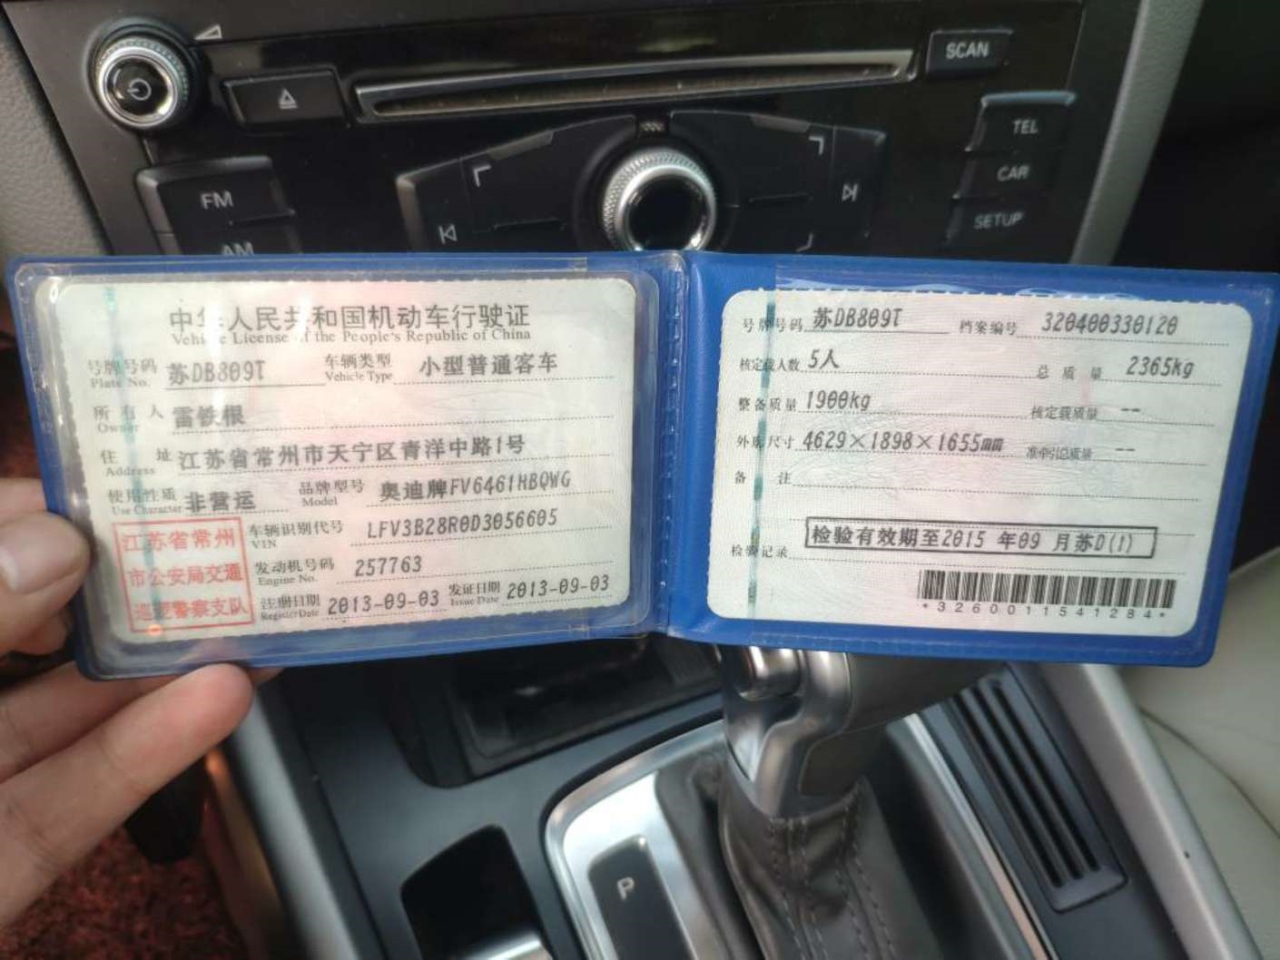 SCAN
TEL
FM
CAR
SETUP
AM
中华人民共和国机动车行驶证
Vehicle License of the People's Republic of China
号牌号码 苏DB809T 车辆类型 小型普通客车
Plate No. Vehicle Type
所有人 雷铁根
Owner
住址 江苏省常州市天宁区青洋中路1号
Address
使用性质 非营运 品牌型号 奥迪牌FV6461HBQWG
Use Character Model
江苏省常州
市公安局交通
巡逻警察支队
车辆识别代号 LFV3B28R0D3056605
VIN
发动机号码 257763
Engine No.
注册日期 2013-09-03 发证日期 2013-09-03
Register Date Issue Date
号牌号码 苏DB809T 档案编号 320400330120
核定载人数 5人 总质量 2365kg
整备质量 1900kg 核定载质量 --
外廓尺寸 4629×1898×1655mm 准牵引总质量 --
备注
检验记录 检验有效期至2015 年09 月苏D(1)
*3260011541284*
P